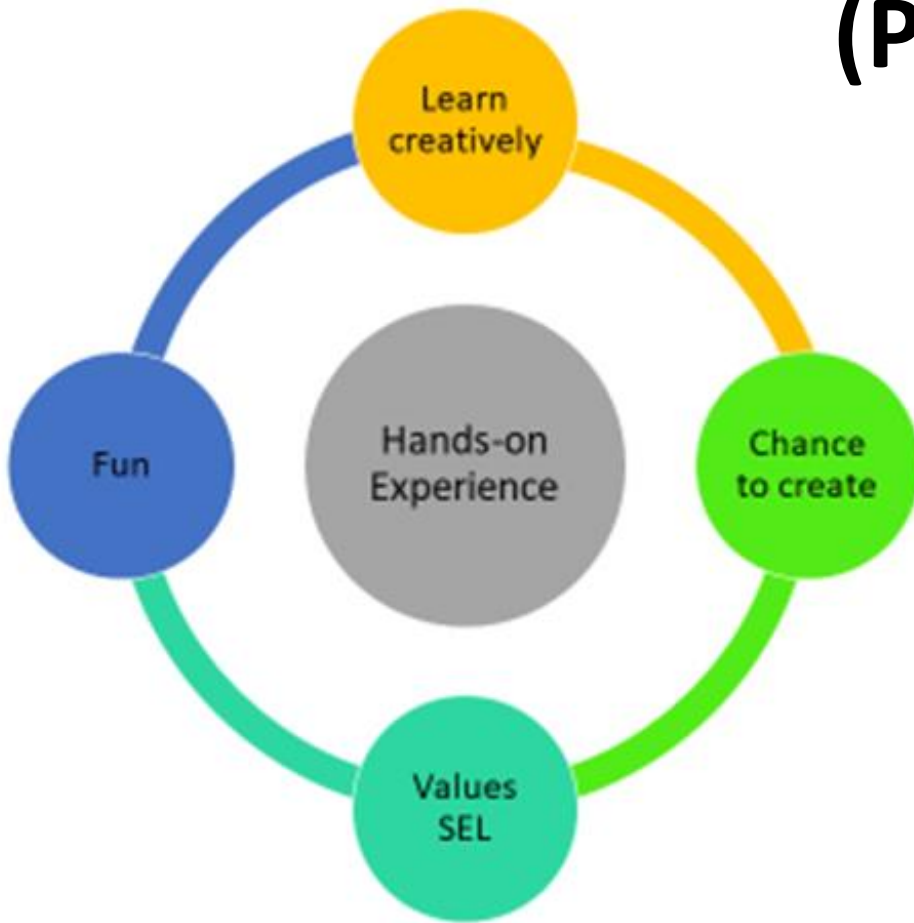 (P
Learn
creatively
Hands-on
Experience
Fun
Chance
to create
Values
SEL